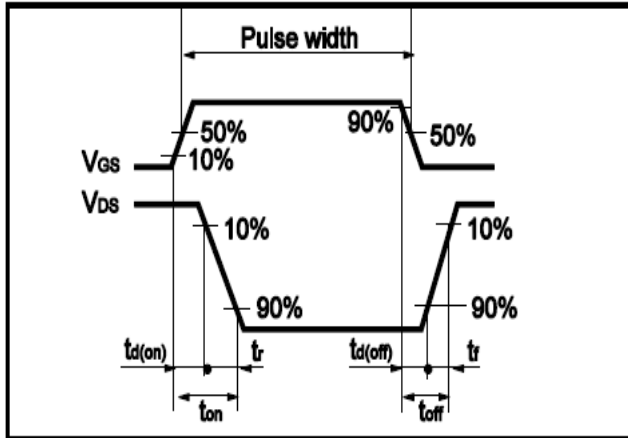 Pulse width
90%
50%
50%
10%
VGS
VDS
10%
10%
90%
90%
td(on)
tr
td(off)
tf
ton
toff